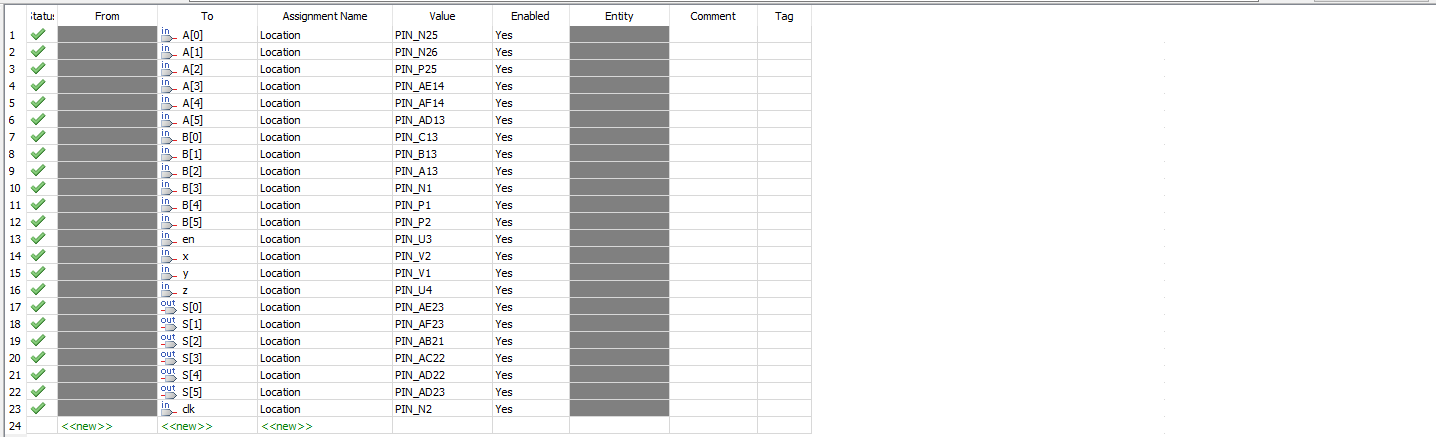 Status From To Assignment Name Value Enabled Entity Comment Tag
1 in A[0] Location PIN_N25 Yes
2 in A[1] Location PIN_N26 Yes
3 in A[2] Location PIN_P25 Yes
4 in A[3] Location PIN_AE14 Yes
5 in A[4] Location PIN_AF14 Yes
6 in A[5] Location PIN_AD13 Yes
7 in B[0] Location PIN_C13 Yes
8 in B[1] Location PIN_B13 Yes
9 in B[2] Location PIN_A13 Yes
10 in B[3] Location PIN_N1 Yes
11 in B[4] Location PIN_P1 Yes
12 in B[5] Location PIN_P2 Yes
13 in en Location PIN_U3 Yes
14 in x Location PIN_V2 Yes
15 in y Location PIN_V1 Yes
16 in z Location PIN_U4 Yes
17 out S[0] Location PIN_AE23 Yes
18 out S[1] Location PIN_AF23 Yes
19 out S[2] Location PIN_AB21 Yes
20 out S[3] Location PIN_AC22 Yes
21 out S[4] Location PIN_AD22 Yes
22 out S[5] Location PIN_AD23 Yes
23 in clk Location PIN_N2 Yes
24 <<new>> <<new>> <<new>>